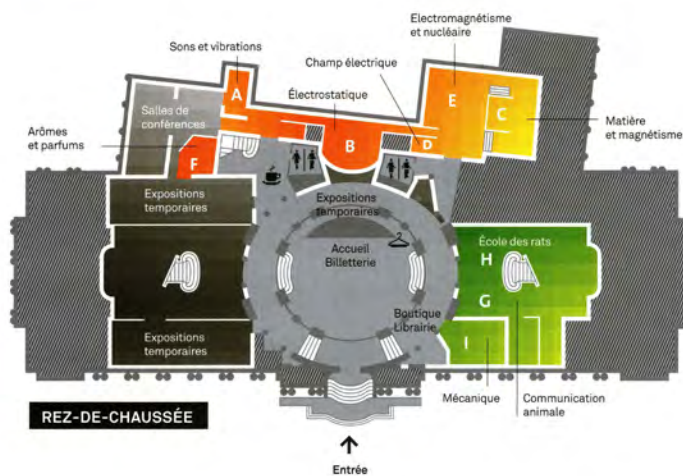 Electromagnétisme
et nucléaire
Sons et vibrations
Champ électrique
A
Électrostatique
E
C
Salles de
conférences
Matière
et magnétisme
Arômes
et parfums
B
D
F
Expositions
temporaires
Expositions
temporaires
École des rats
Accueil
Billetterie
H
G
Boutique
Librairie
Expositions
temporaires
I
Mécanique
Communication
animale
REZ-DE-CHAUSSÉE
Entrée